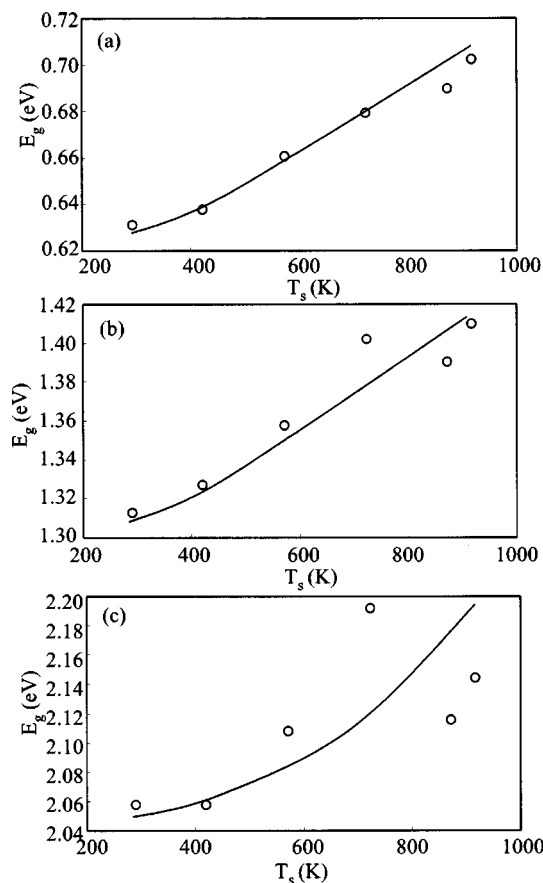 (a)
0.72
0.70
0.68
0.66
0.64
0.62
E_g (eV)
200 400 600 800 1000
T_s (K)
(b)
1.42
1.40
1.38
1.36
1.34
1.32
1.30
E_g (eV)
200 400 600 800 1000
T_s (K)
(c)
2.20
2.18
2.16
2.14
2.12
2.10
2.08
2.06
2.04
E_g (eV)
200 400 600 800 1000
T_s (K)